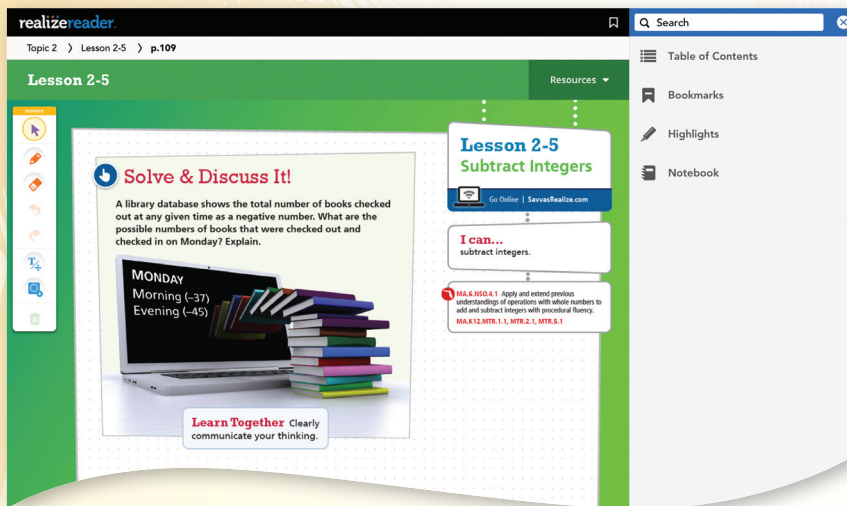 realizereader.
Search
Topic 2 > Lesson 2-5 > p.109
Lesson 2-5
Resources
Table of Contents
Bookmarks
Highlights
Notebook
Solve & Discuss It!
A library database shows the total number of books checked
out at any given time as a negative number. What are the
possible numbers of books that were checked out and
checked in on Monday? Explain.
MONDAY
Morning (–37)
Evening (–45)
Learn Together Clearly
communicate your thinking.
Lesson 2-5
Subtract Integers
Go Online | SavvasRealize.com
I can...
subtract integers.
MA.6.NSO.4.1 Apply and extend previous
understandings of operations with whole numbers to
add and subtract integers with procedural fluency.
MA.K12.MTR.1.1, MTR.2.1, MTR.5.1